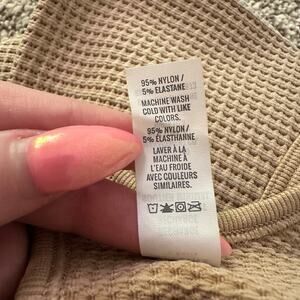 95% NYLON /
5% ELASTANE
MACHINE WASH
COLD WITH LIKE
COLORS.
95% NYLON /
5% ÉLASTHANNE
LAVER À LA
MACHINE À
L'EAU FROIDE
AVEC COULEURS
SIMILAIRES.